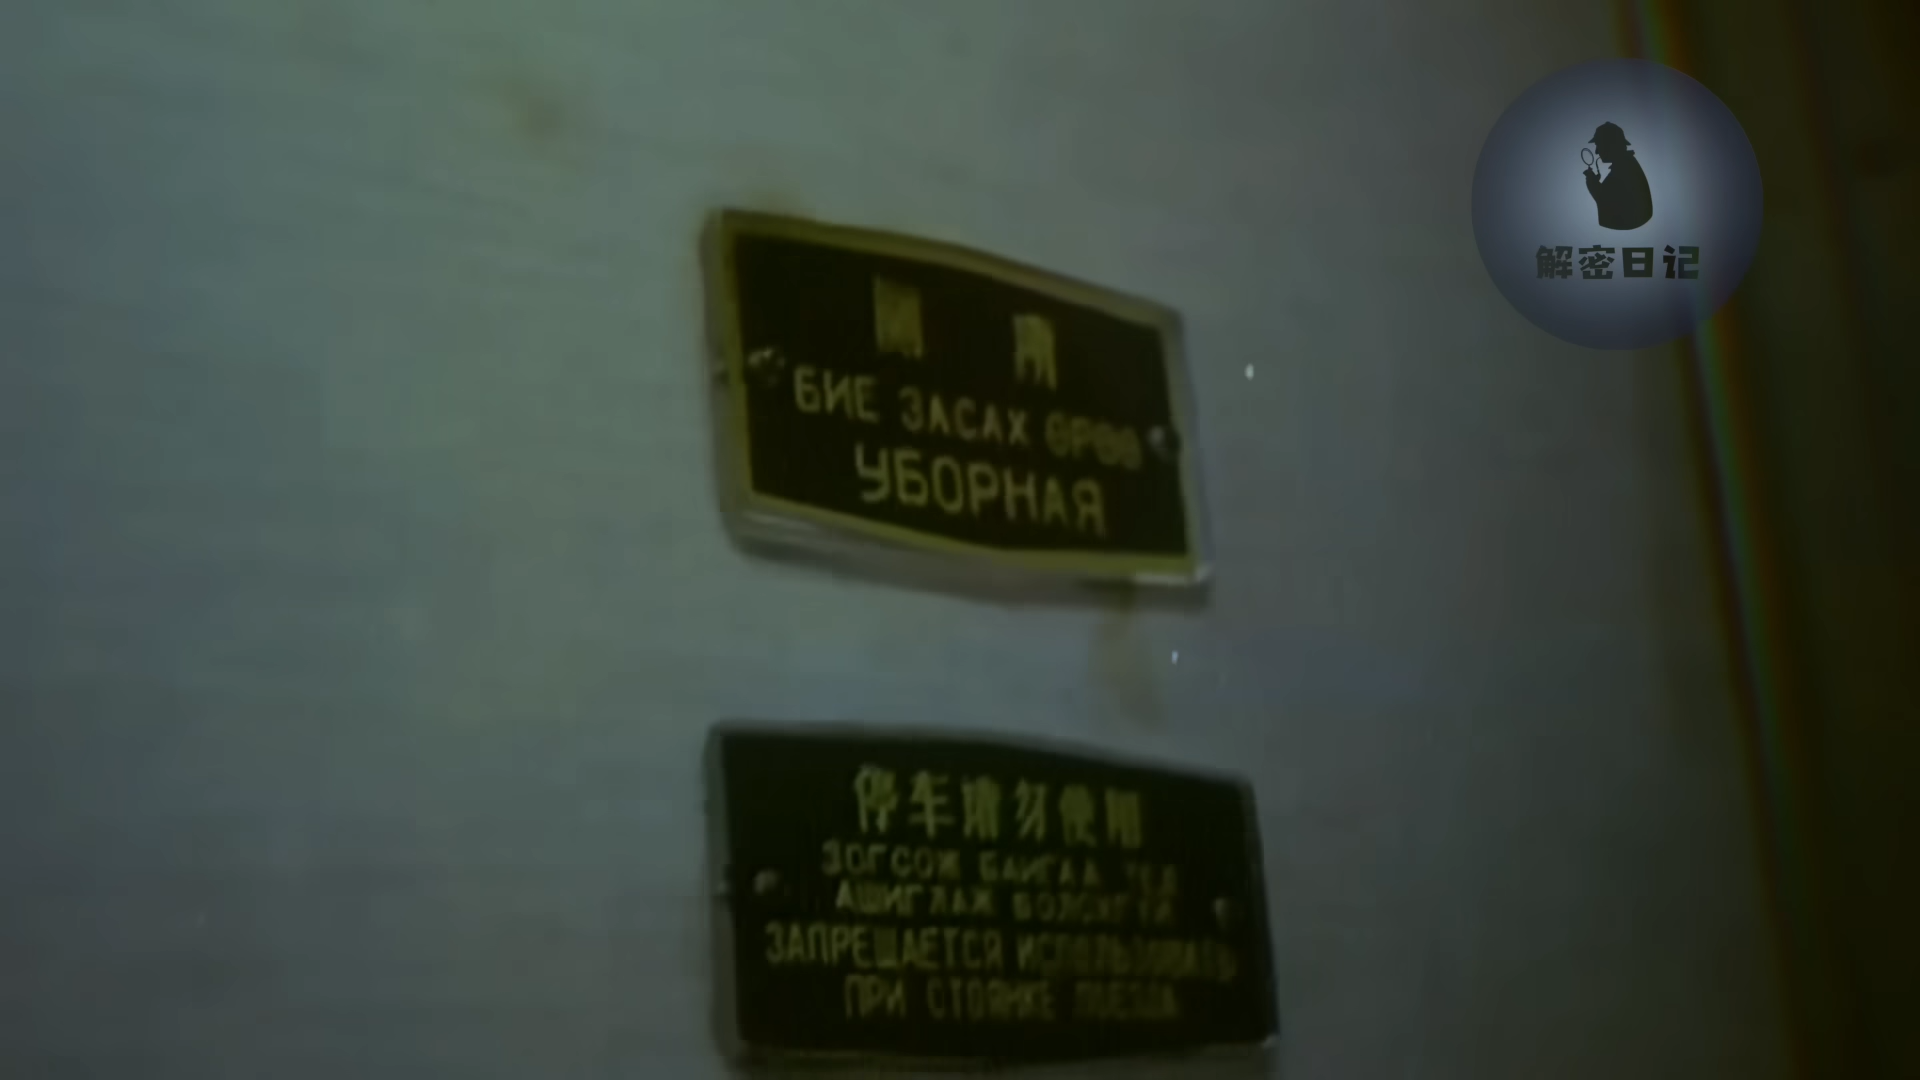 解密日记
БИЕ ЗАСАХ ӨРӨӨ
УБОРНАЯ
停车请勿使用
ЗОГСОЖ БАЙГАА ҮЕД
АШИГЛАЖ БОЛОХГҮЙ
ЗАПРЕЩАЕТСЯ ИСПОЛЬЗОВАТЬ
ПРИ СТОЯНКЕ ПОЕЗДА